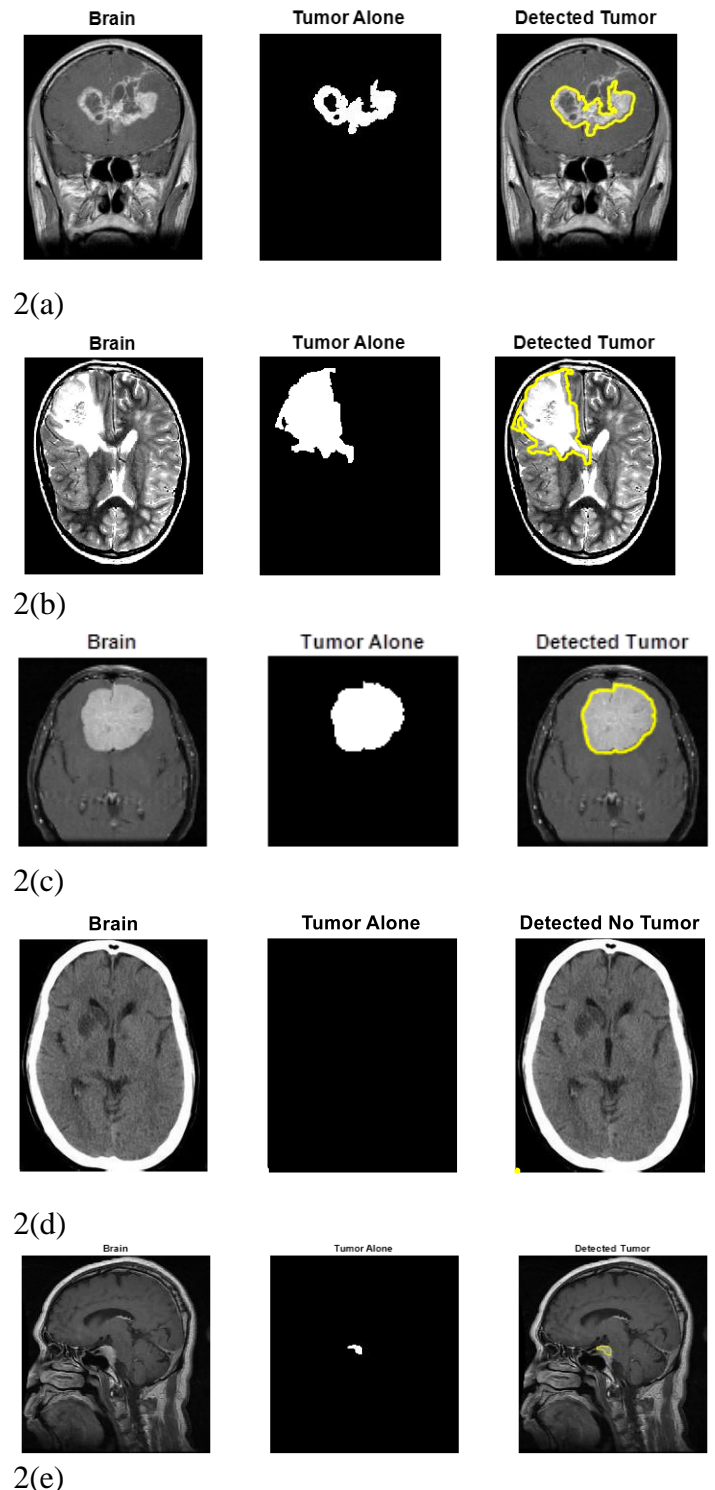 Brain Tumor Alone Detected Tumor
2(a)
Brain Tumor Alone Detected Tumor
2(b)
Brain Tumor Alone Detected Tumor
2(c)
Brain Tumor Alone Detected No Tumor
2(d)
Brain Tumor Alone Detected Tumor
2(e)